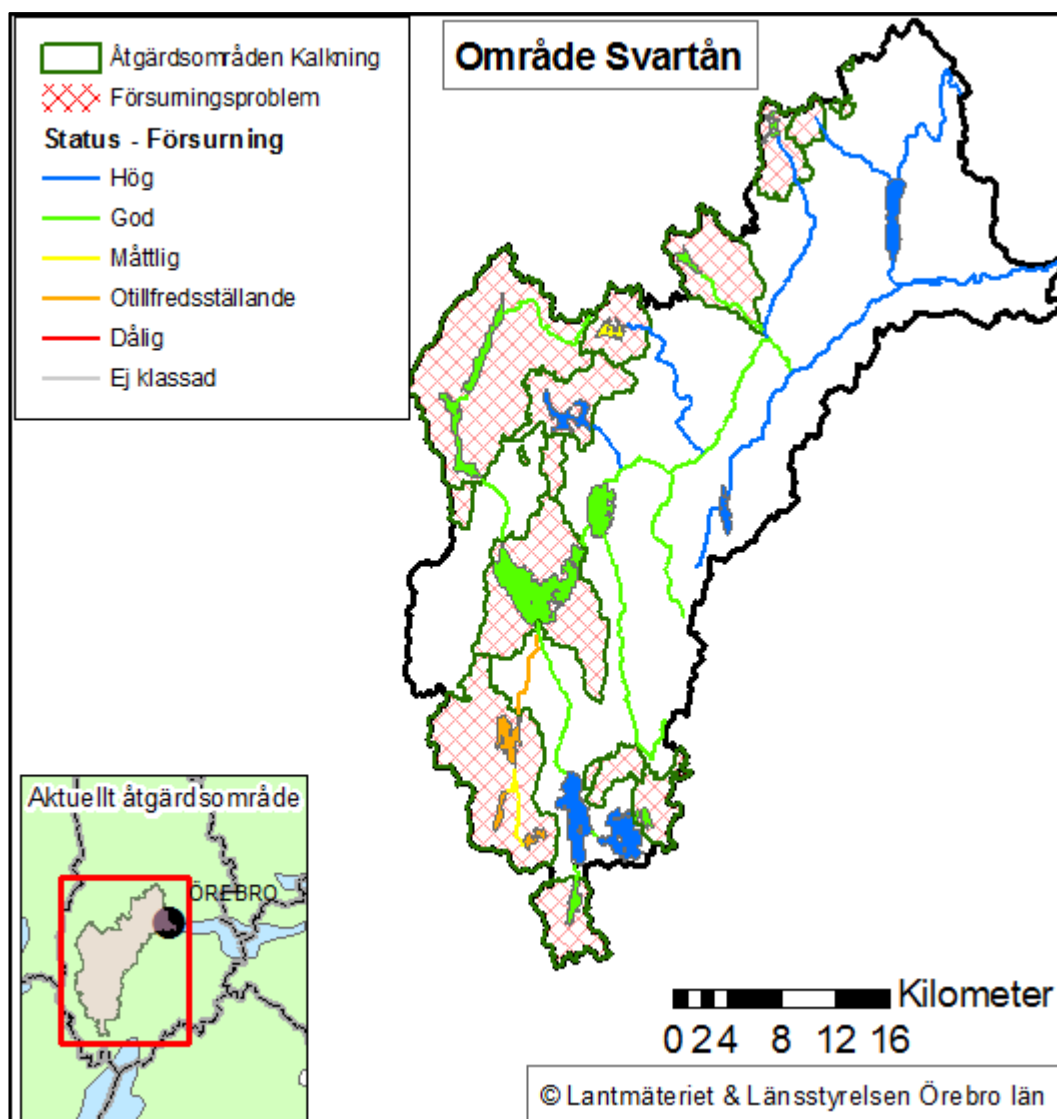 Område Svartån
Åtgärdsområden Kalkning
Försurningsproblem
Status - Försurning
Hög
God
Måttlig
Otillfredsställande
Dålig
Ej klassad
Aktuellt åtgärdsområde
ÖREBRO
Kilometer
0 2 4 8 12 16
© Lantmäteriet & Länsstyrelsen Örebro län